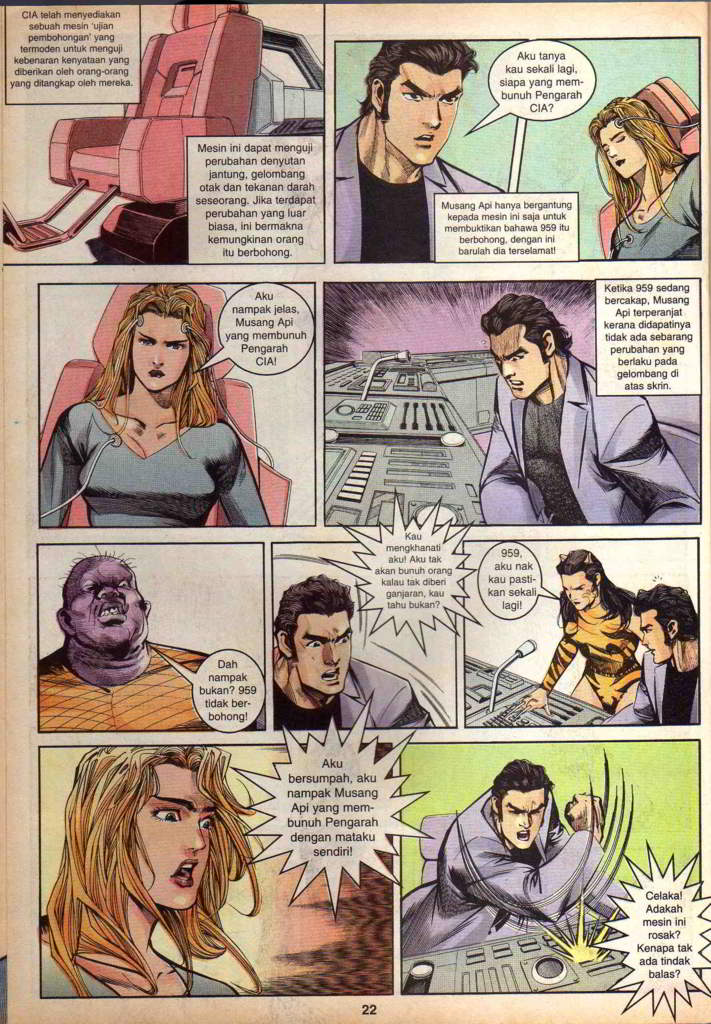 CIA telah menyediakan
sebuah mesin 'ujian
pembohongan' yang
termoden untuk menguji
kebenaran kenyataan yang
diberikan oleh orang-orang
yang ditangkap oleh mereka.
Mesin ini dapat menguji
perubahan denyutan
jantung, gelombang
otak dan tekanan darah
seseorang. Jika terdapat
perubahan yang luar
biasa, ini bermakna
kemungkinan orang
itu berbohong.
Aku tanya
kau sekali lagi,
siapa yang mem-
bunuh Pengarah
CIA?
Musang Api hanya bergantung
kepada mesin ini saja untuk
membuktikan bahawa 959 itu
berbohong, dengan ini
barulah dia terselamat!
Aku
nampak jelas,
Musang Api
yang membunuh
Pengarah
CIA!
Ketika 959 sedang
bercakap, Musang
Api terperanjat
kerana didapatinya
tidak ada sebarang
perubahan yang
berlaku pada
gelombang di
atas skrin.
Dah
nampak
bukan? 959
tidak ber-
bohong!
Kau
mengkhanati
aku! Aku tak
akan bunuh orang
kalau tak diberi
ganjaran, kau
tahu bukan?
959,
aku nak
kau pasti-
kan sekali
lagi!
Aku
bersumpah, aku
nampak Musang
Api yang mem-
bunuh Pengarah
dengan mataku
sendiri!
Celaka!
Adakah
mesin ini
rosak?
Kenapa tak
ada tindak
balas?
22